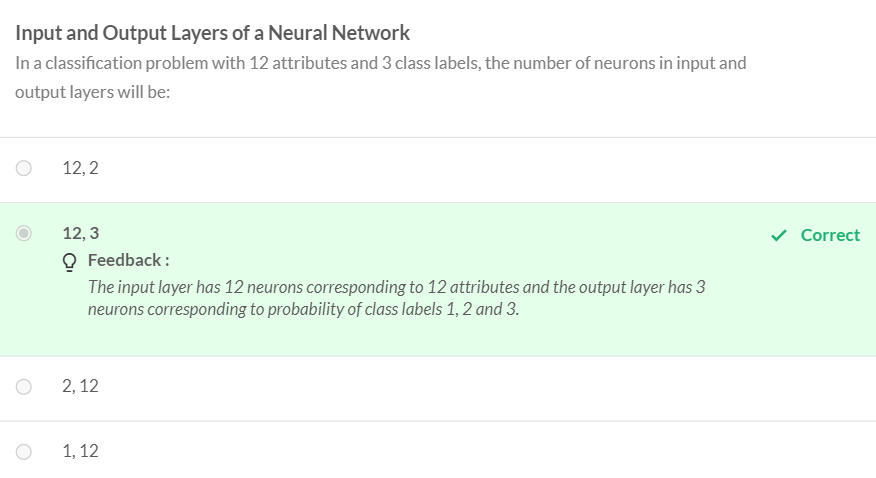 Input and Output Layers of a Neural Network
In a classification problem with 12 attributes and 3 class labels, the number of neurons in input and
output layers will be:
12, 2
12, 3
Correct
Feedback :
The input layer has 12 neurons corresponding to 12 attributes and the output layer has 3
neurons corresponding to probability of class labels 1, 2 and 3.
2, 12
1, 12